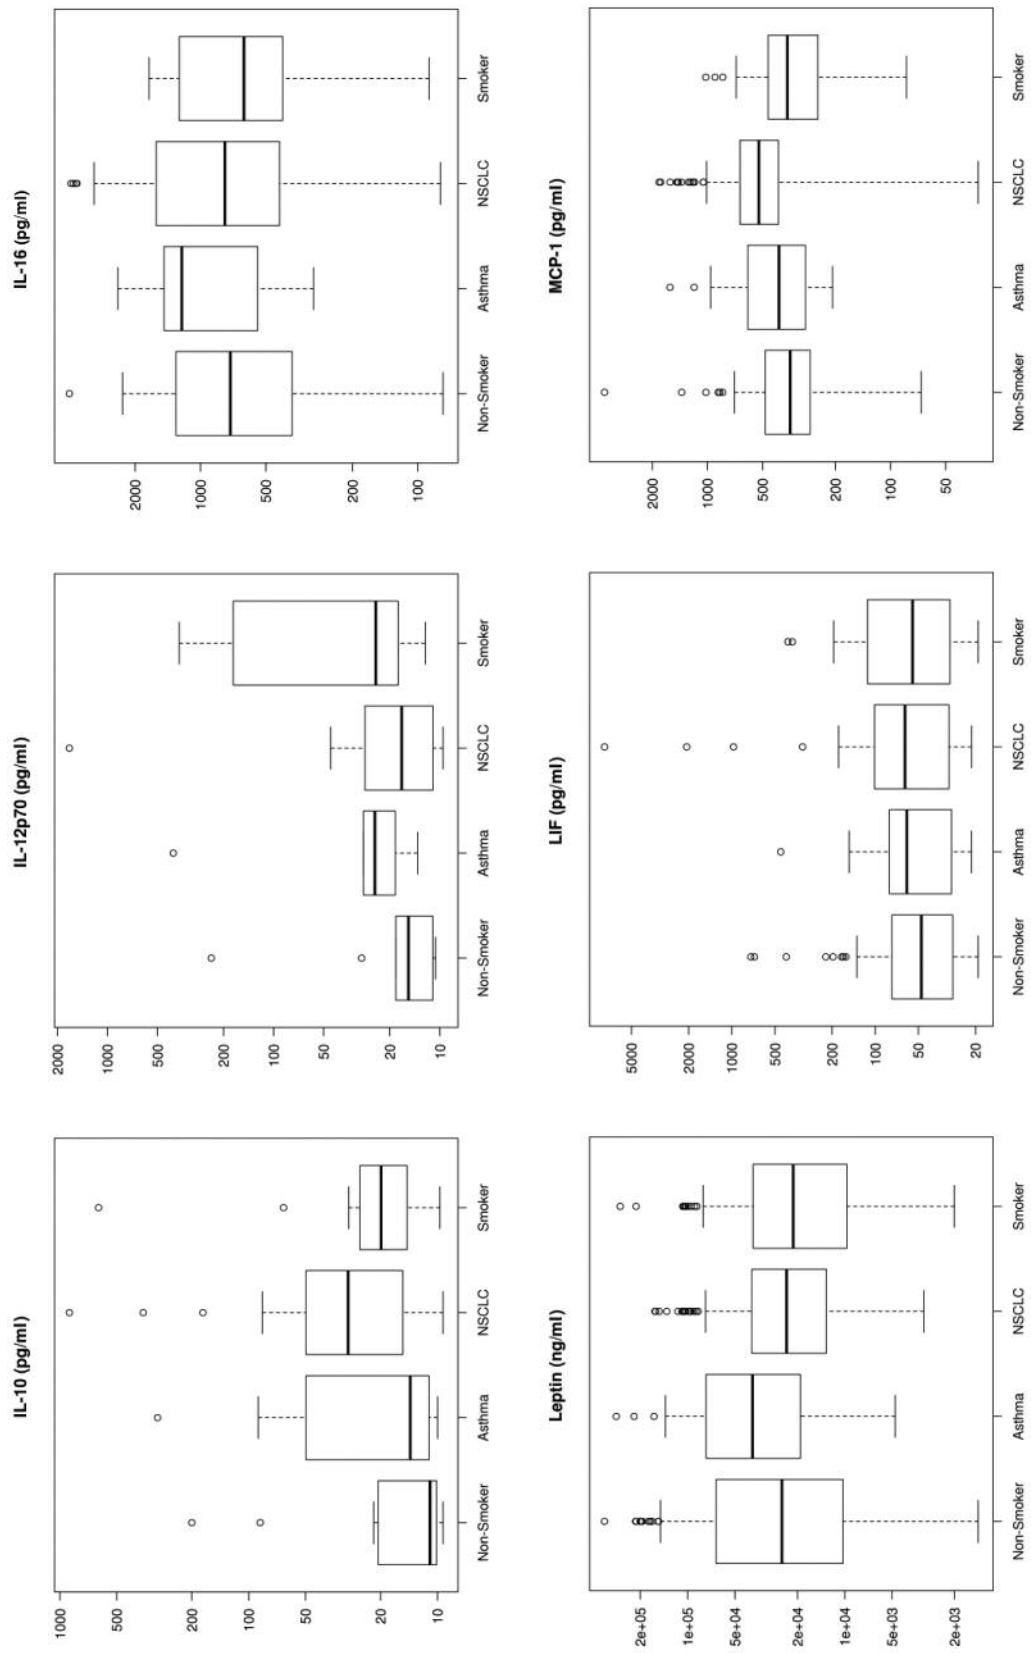 IL-10 (pg/ml)
1000
500
200
100
50
20
10
Non-Smoker Asthma NSCLC Smoker
IL-12p70 (pg/ml)
2000
1000
500
200
100
50
20
10
Non-Smoker Asthma NSCLC Smoker
IL-16 (pg/ml)
2000
1000
500
200
100
Non-Smoker Asthma NSCLC Smoker
Leptin (ng/ml)
2e+05
1e+05
5e+04
2e+04
1e+04
5e+03
2e+03
Non-Smoker Asthma NSCLC Smoker
LIF (pg/ml)
5000
2000
1000
500
200
100
50
20
Non-Smoker Asthma NSCLC Smoker
MCP-1 (pg/ml)
2000
1000
500
200
100
50
Non-Smoker Asthma NSCLC Smoker